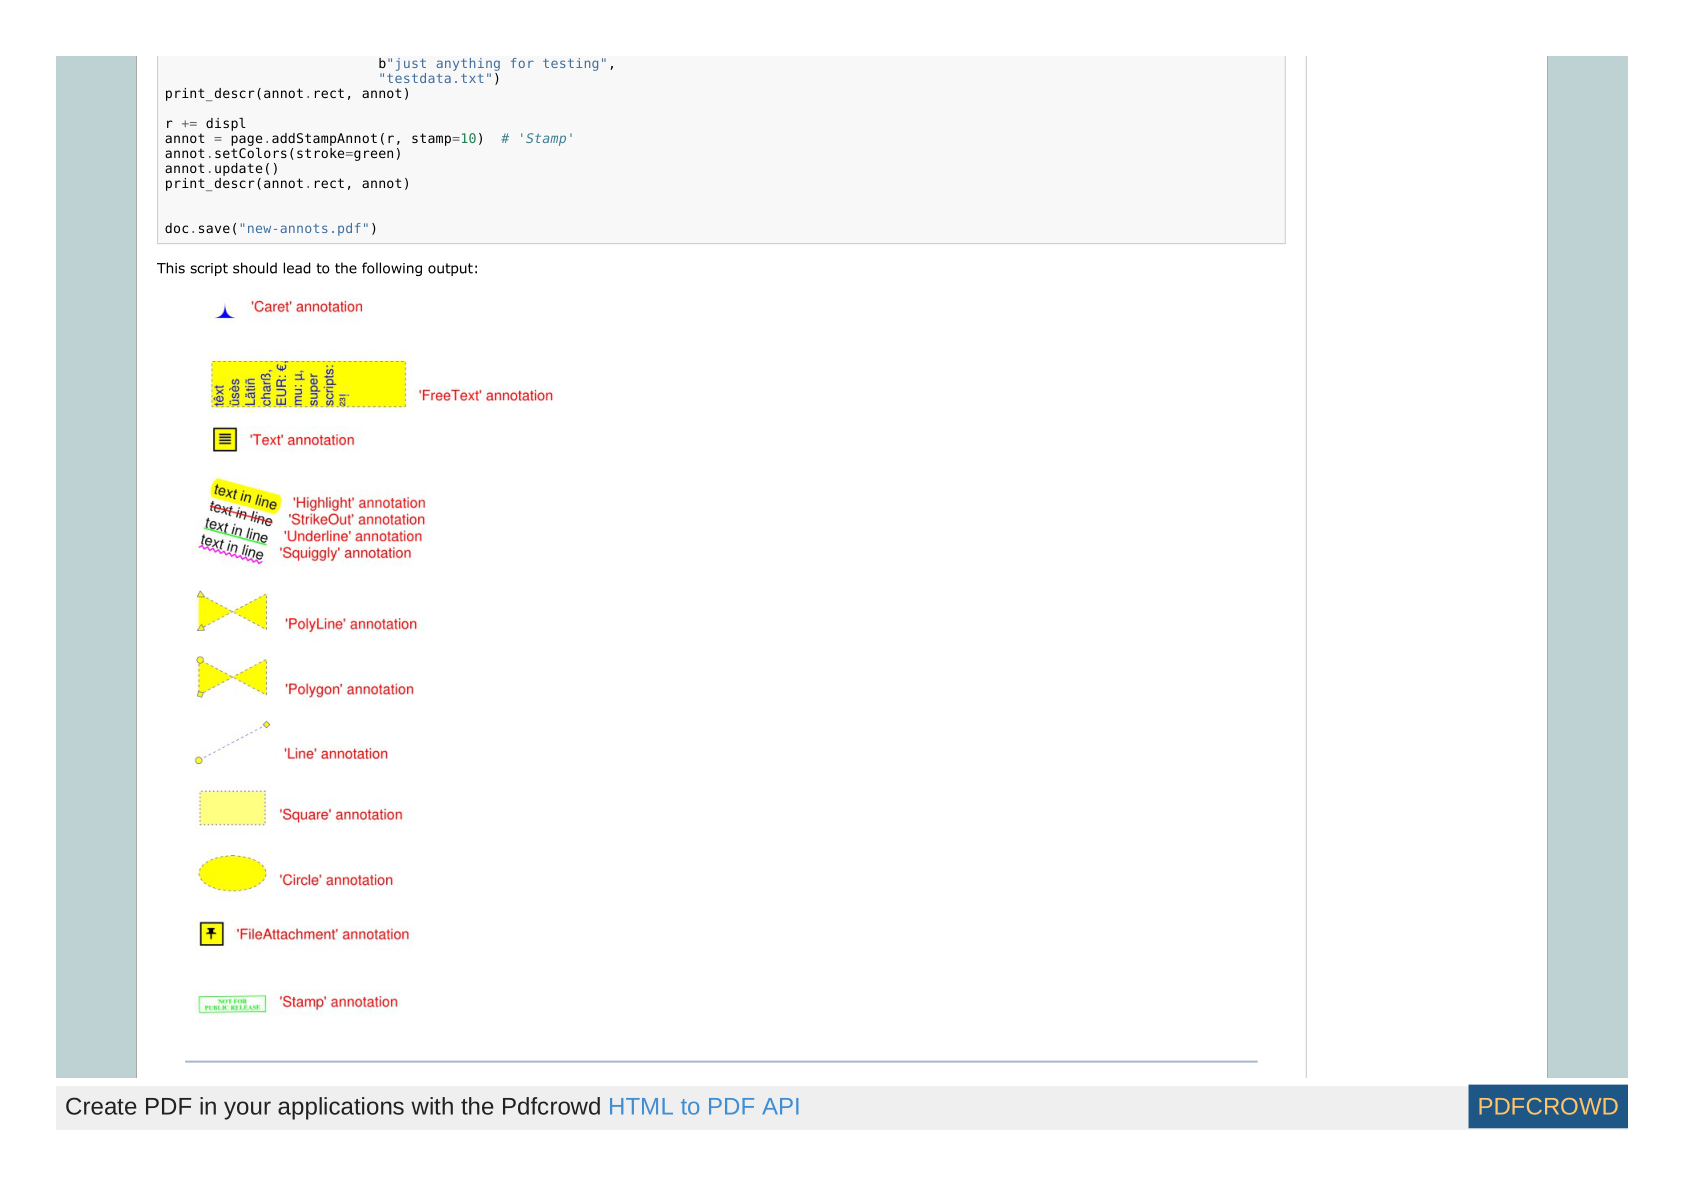 b"just anything for testing",
"testdata.txt")
print_descr(annot.rect, annot)
r += displ
annot = page.addStampAnnot(r, stamp=10)  # 'Stamp'
annot.setColors(stroke=green)
annot.update()
print_descr(annot.rect, annot)
doc.save("new-annots.pdf")
This script should lead to the following output:
'Caret' annotation
têxt
üsès
Lätiñ
charß,
EUR: €,
mu: µ,
super
scripts:
²³!
'FreeText' annotation
'Text' annotation
text in line
'Highlight' annotation
text in line
'StrikeOut' annotation
text in line
'Underline' annotation
text in line
'Squiggly' annotation
'PolyLine' annotation
'Polygon' annotation
'Line' annotation
'Square' annotation
'Circle' annotation
'FileAttachment' annotation
NOT FOR
PUBLIC RELEASE
'Stamp' annotation
Create PDF in your applications with the Pdfcrowd HTML to PDF API
PDFCROWD